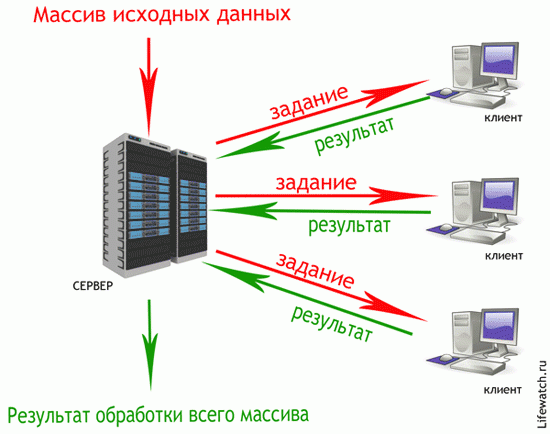 Массив исходных данных
задание
результат
клиент
задание
результат
клиент
СЕРВЕР
задание
результат
клиент
Результат обработки всего массива
Lifewatch.ru